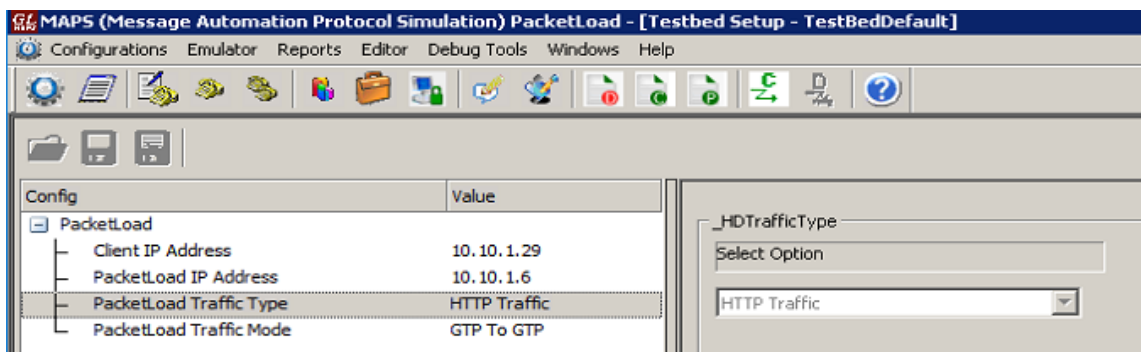 MAPS (Message Automation Protocol Simulation) PacketLoad - [Testbed Setup - TestBedDefault]
Configurations Emulator Reports Editor Debug Tools Windows Help
Config Value
PacketLoad
Client IP Address 10.10.1.29
PacketLoad IP Address 10.10.1.6
PacketLoad Traffic Type HTTP Traffic
PacketLoad Traffic Mode GTP To GTP
_HDTrafficType
Select Option
HTTP Traffic